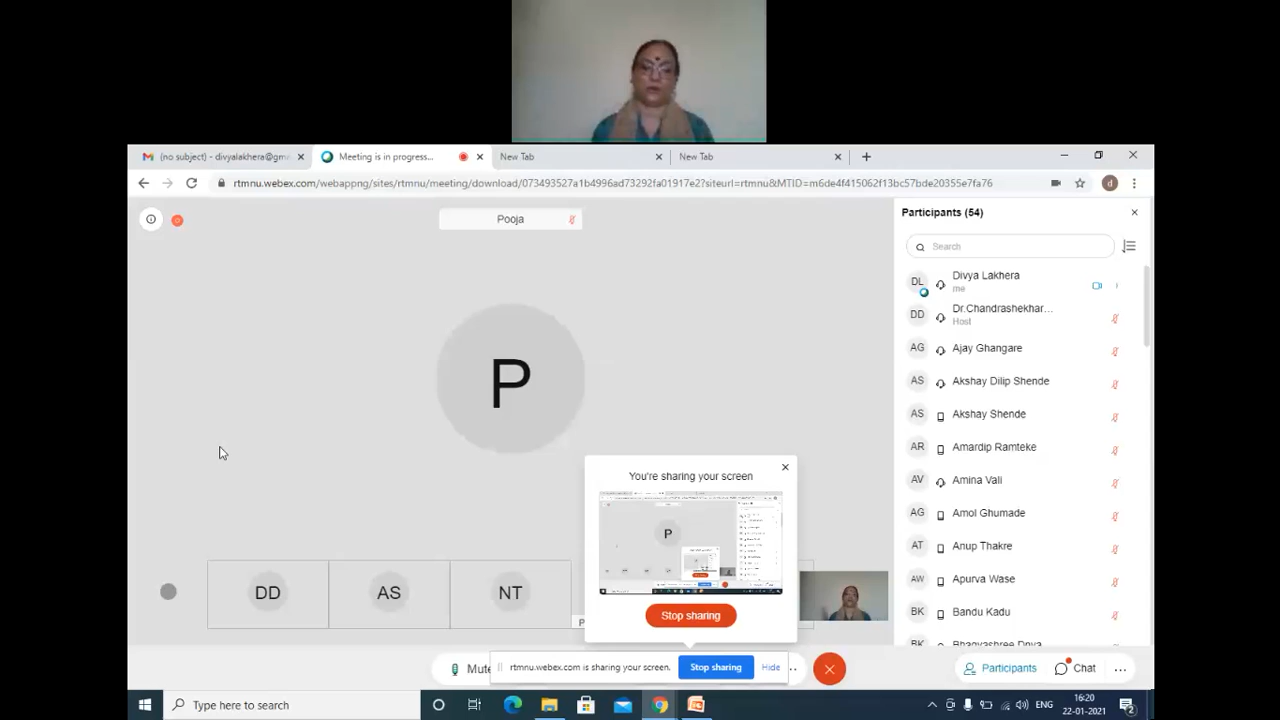 (no subject) - divyalakhera@gm
Meeting is in progress...
New Tab
New Tab
rtmnu.webex.com/webappng/sites/rtmnu/meeting/download/073493527a1b4996ad73292fa01917e2?siteurl=rtmnu&MTID=m6de4f415062f13bc57bde20355e7fa76
d
Pooja
P
Participants (54)
Search
DL Divya Lakhera
me
DD Dr.Chandrashekhar...
Host
AG Ajay Ghangare
AS Akshay Dilip Shende
AS Akshay Shende
AR Amardip Ramteke
AV Amina Vali
AG Amol Ghumade
AT Anup Thakre
AW Apurva Wase
BK Bandu Kadu
You're sharing your screen
P
Stop sharing
DD
AS
NT
P
Mute
rtmnu.webex.com is sharing your screen.
Stop sharing
Hide
Participants
Chat
Type here to search
ENG
16:20
22-01-2021
2